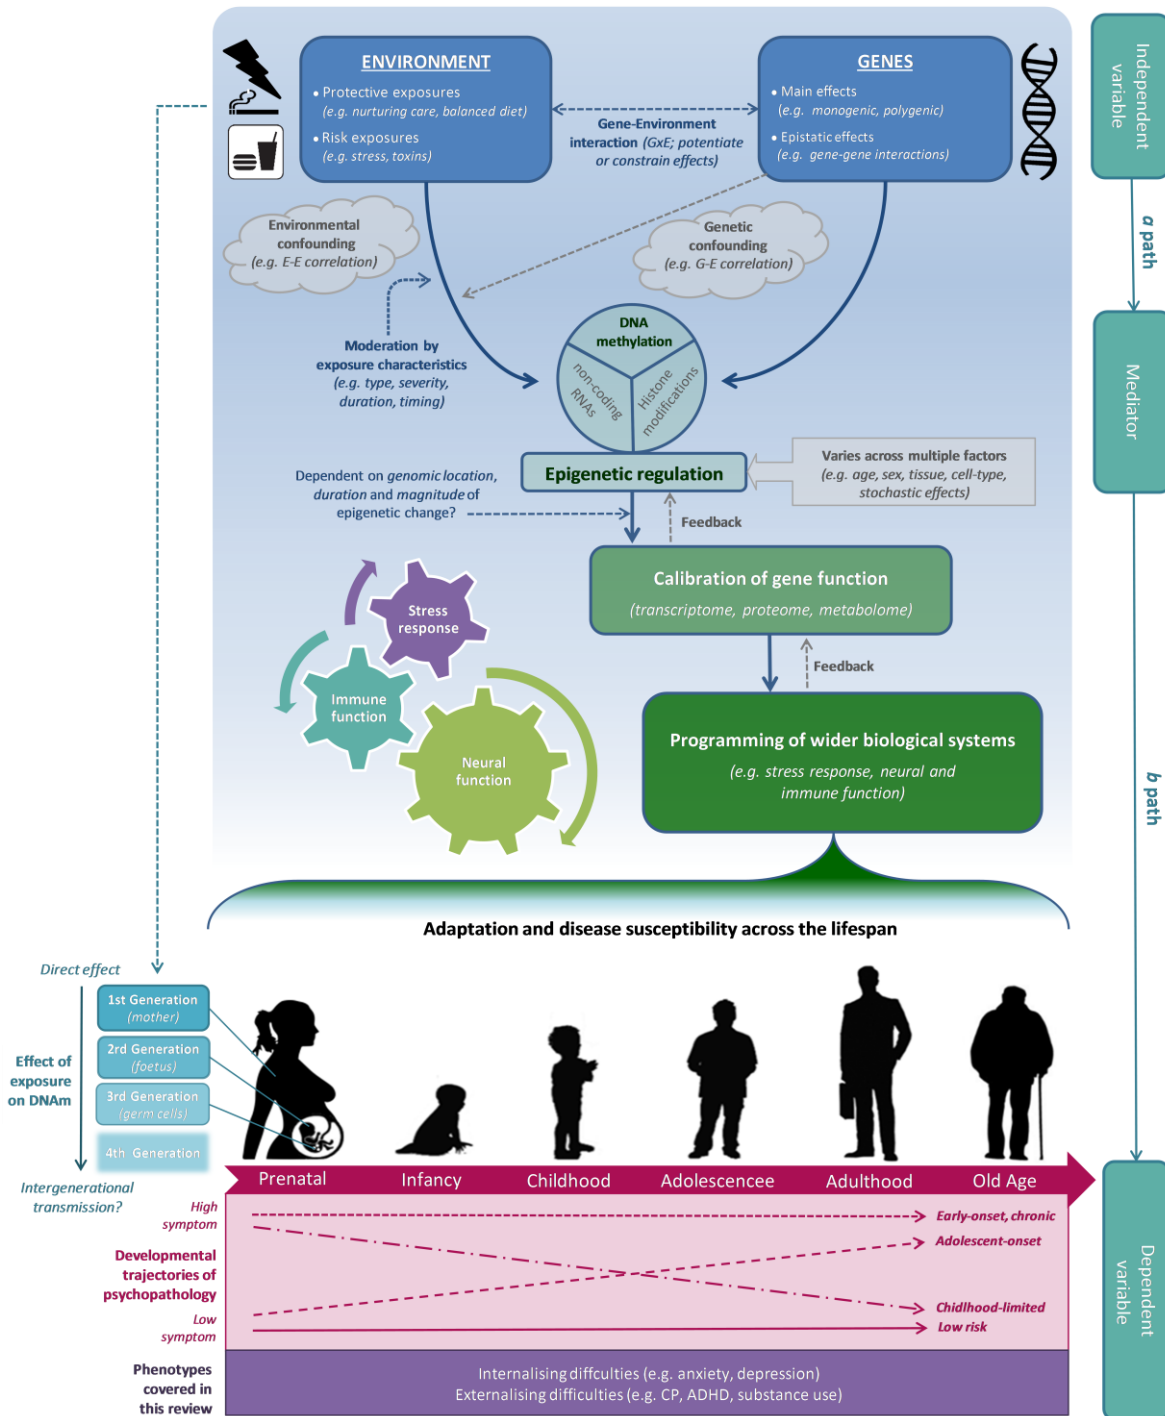 ENVIRONMENT
• Protective exposures
(e.g. nurturing care, balanced diet)
• Risk exposures
(e.g. stress, toxins)
Gene-Environment
interaction (GxE; potentiate
or constrain effects)
GENES
• Main effects
(e.g. monogenic, polygenic)
• Epistatic effects
(e.g. gene-gene interactions)
Independent
variable
Environmental
confounding
(e.g. E-E correlation)
Genetic
confounding
(e.g. G-E correlation)
a path
Moderation by
exposure characteristics
(e.g. type, severity,
duration, timing)
DNA
methylation
non-coding
RNAs
Histone
modifications
Mediator
Epigenetic regulation
Varies across multiple factors
(e.g. age, sex, tissue, cell-type,
stochastic effects)
Dependent on genomic location,
duration and magnitude of
epigenetic change?
Feedback
Calibration of gene function
(transcriptome, proteome, metabolome)
Feedback
Stress
response
Immune
function
Neural
function
Programming of wider biological systems
(e.g. stress response, neural and
immune function)
b path
Adaptation and disease susceptibility across the lifespan
Direct effect
1st Generation
(mother)
2nd Generation
(foetus)
3rd Generation
(germ cells)
4th Generation
Effect of
exposure
on DNAm
Intergenerational
transmission?
Prenatal
Infancy
Childhood
Adolescencee
Adulthood
Old Age
High
symptom
Developmental
trajectories of
psychopathology
Low
symptom
Early-onset, chronic
Adolescent-onset
Chidlhood-limited
Low risk
Dependent
variable
Phenotypes
covered in
this review
Internalising diffculties (e.g. anxiety, depression)
Externalising difficulties (e.g. CP, ADHD, substance use)